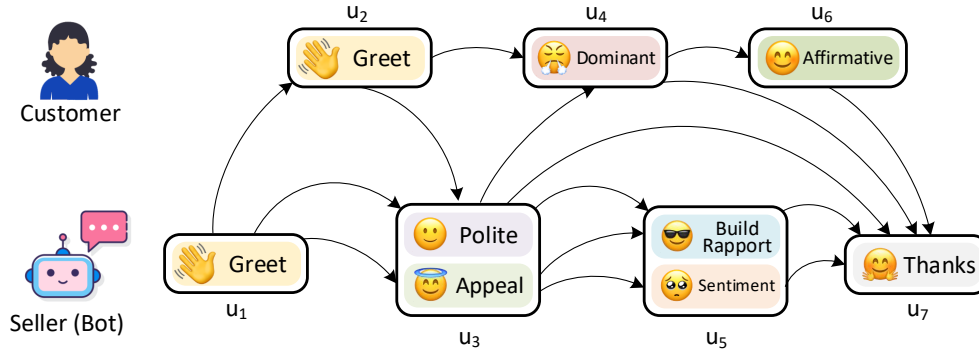 u2
u4
u6
Greet
Dominant
Affirmative
Customer
Polite
Build
Rapport
Greet
Thanks
Appeal
Sentiment
u1
u7
Seller (Bot)
u3
u5